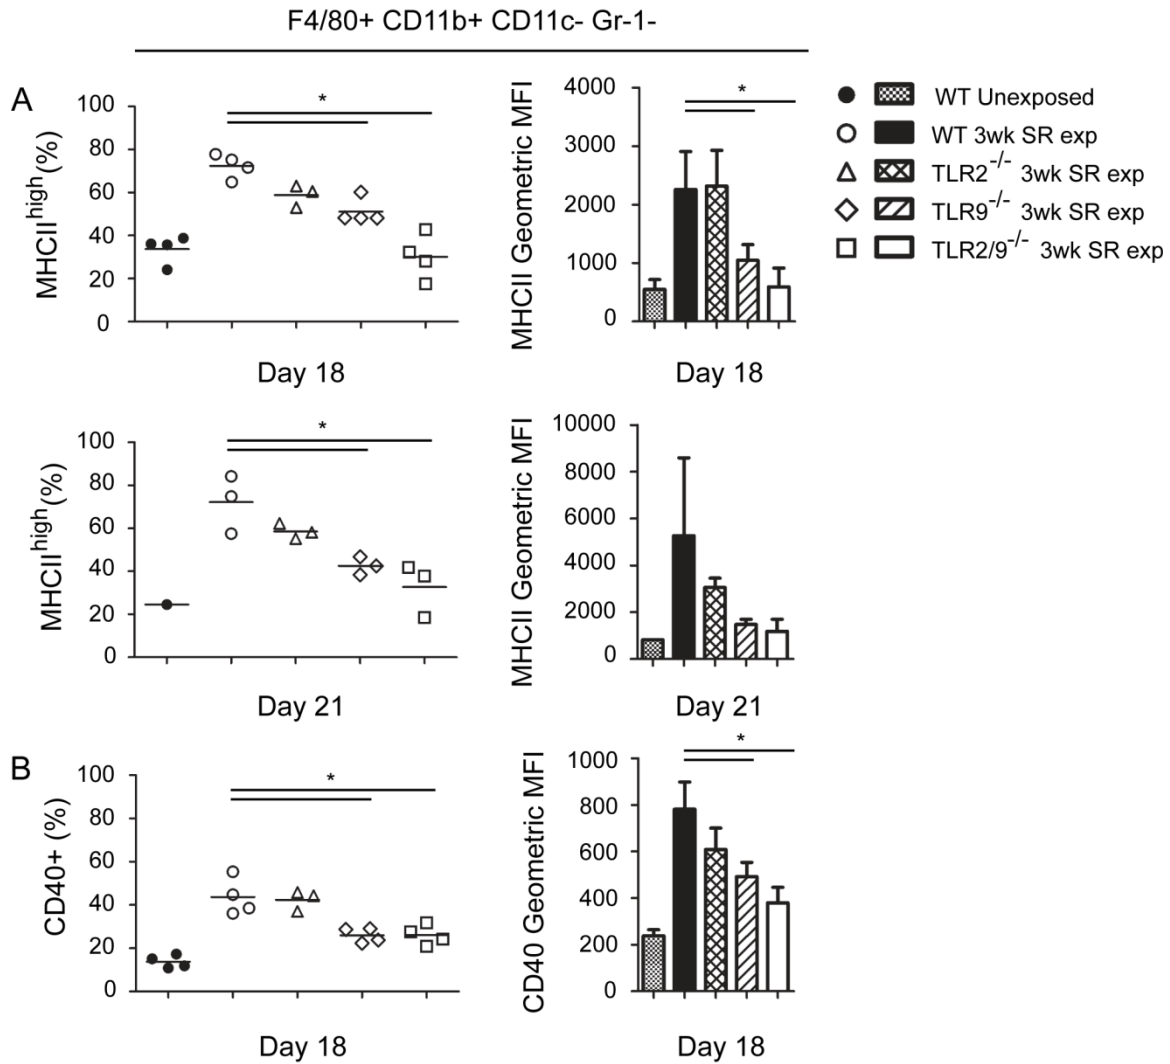 F4/80+ CD11b+ CD11c- Gr-1-
A
MHCII^high(%)
100
80
60
40
20
0
*
Day 18
MHCII Geometric MFI
4000
3000
2000
1000
0
*
Day 18
WT Unexposed
WT 3wk SR exp
TLR2^-/- 3wk SR exp
TLR9^-/- 3wk SR exp
TLR2/9^-/- 3wk SR exp
MHCII^high(%)
100
80
60
40
20
0
*
Day 21
MHCII Geometric MFI
10000
8000
6000
4000
2000
0
Day 21
B
CD40+ (%)
100
80
60
40
20
0
*
Day 18
CD40 Geometric MFI
1000
800
600
400
200
0
*
Day 18